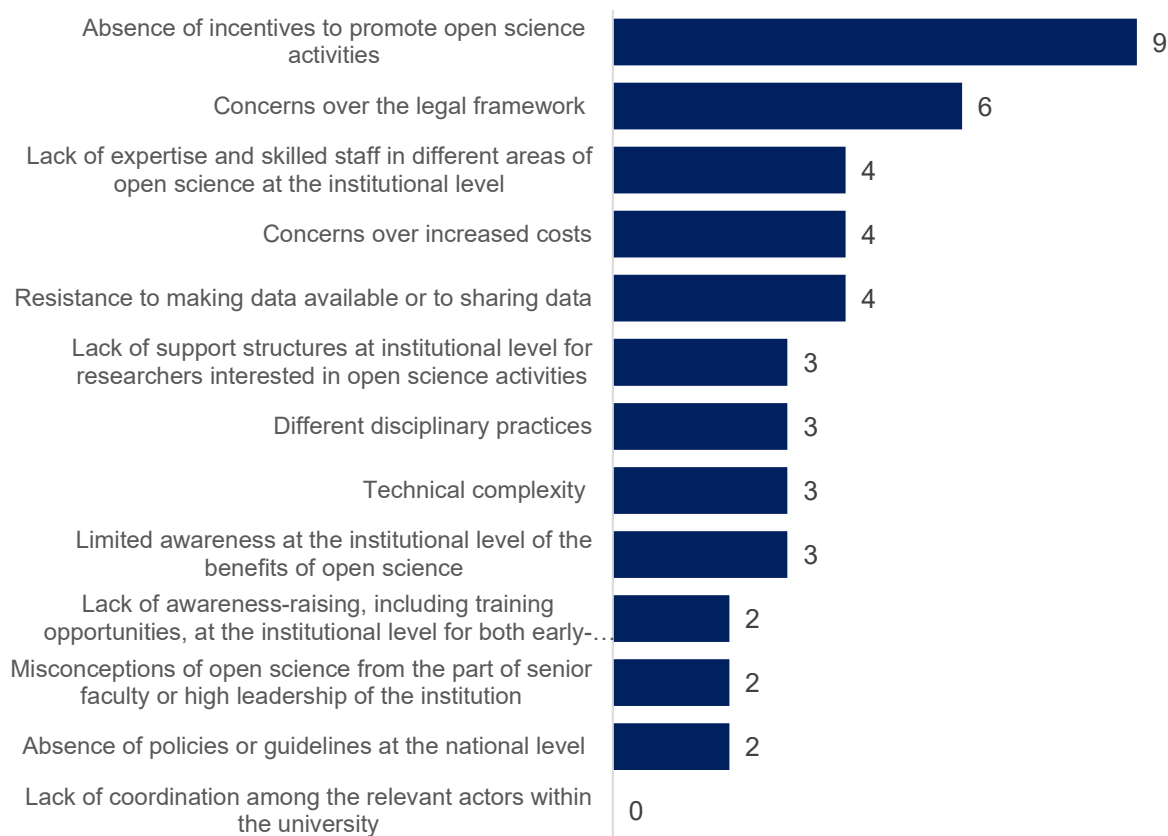 Absence of incentives to promote open science
activities
9
Concerns over the legal framework
6
Lack of expertise and skilled staff in different areas of
open science at the institutional level
4
Concerns over increased costs
4
Resistance to making data available or to sharing data
4
Lack of support structures at institutional level for
researchers interested in open science activities
3
Different disciplinary practices
3
Technical complexity
3
Limited awareness at the institutional level of the
benefits of open science
3
Lack of awareness-raising, including training
opportunities, at the institutional level for both early-…
2
Misconceptions of open science from the part of senior
faculty or high leadership of the institution
2
Absence of policies or guidelines at the national level
2
Lack of coordination among the relevant actors within
the university
0